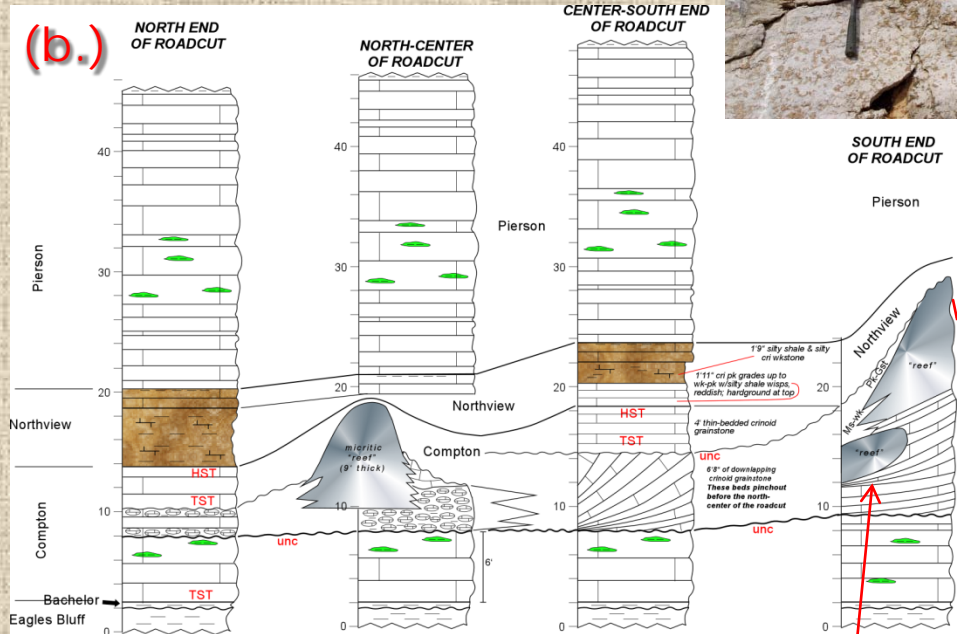 (b.)
NORTH END
OF ROADCUT
NORTH-CENTER
OF ROADCUT
CENTER-SOUTH END
OF ROADCUT
SOUTH END
OF ROADCUT
Pierson
Northview
Compton
Bachelor
Eagles Bluff
40
30
20
10
0
HST
TST
TST
unc
40
30
20
10
0
micritic
"reef"
(9' thick)
6'
Pierson
Northview
Compton
40
30
20
10
0
1'9" silty shale & silty
cri wkstone
1'11" cri pk grades up to
wk-pk w/silty shale wisps,
reddish; hardground at top
HST
TST
4' thin-bedded crinoid
grainstone
unc
6'8' of downlapping
crinoid grainstone
These beds pinchout
before the north-
center of the roadcut
unc
Pierson
Northview
Pk-Gst
Ms-wk
"reef"
"reef"
20
10
0